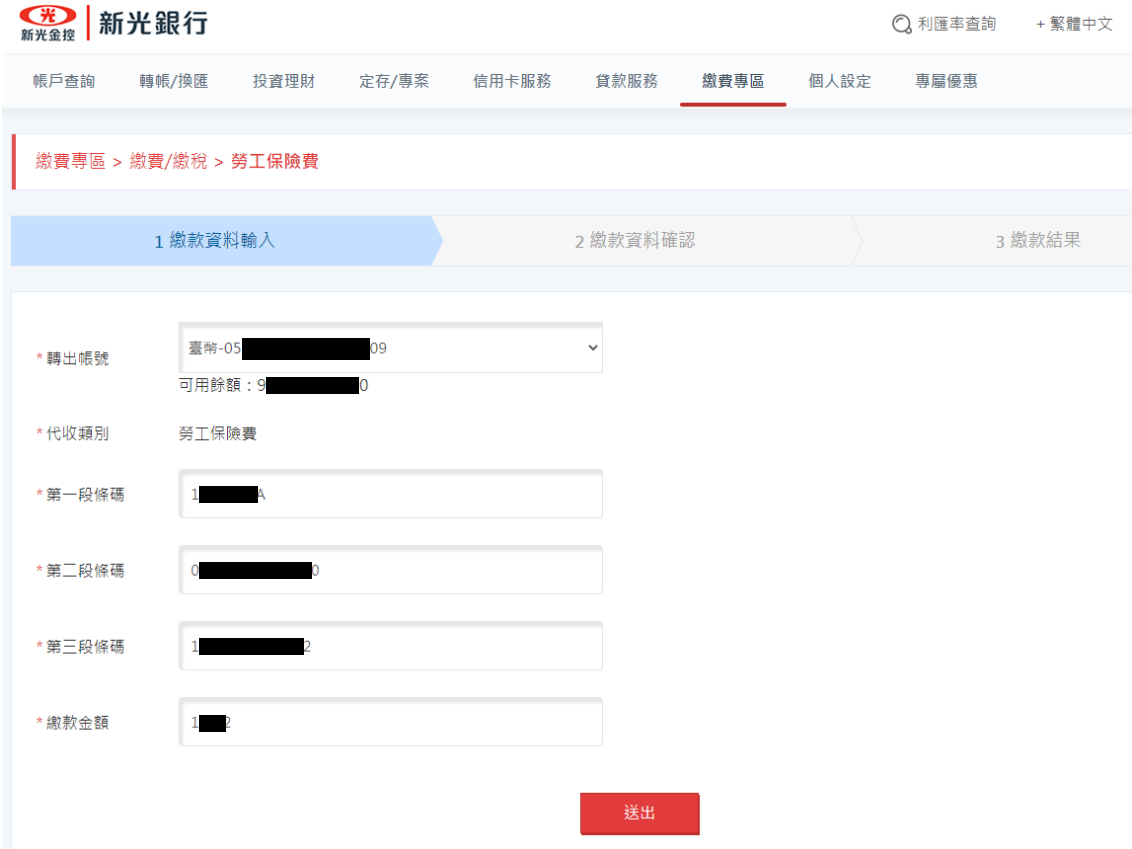 新光金控 新光銀行 利匯率查詢 + 繁體中文
帳戶查詢 轉帳/換匯 投資理財 定存/專案 信用卡服務 貸款服務 繳費專區 個人設定 專屬優惠
繳費專區 > 繳費/繳稅 > 勞工保險費
1 繳款資料輸入 2 繳款資料確認 3 繳款結果
*轉出帳號 臺幣-05 09
可用餘額：9 0
*代收類別 勞工保險費
*第一段條碼 1 A
*第二段條碼 0 0
*第三段條碼 1 2
*繳款金額 1 2
送出